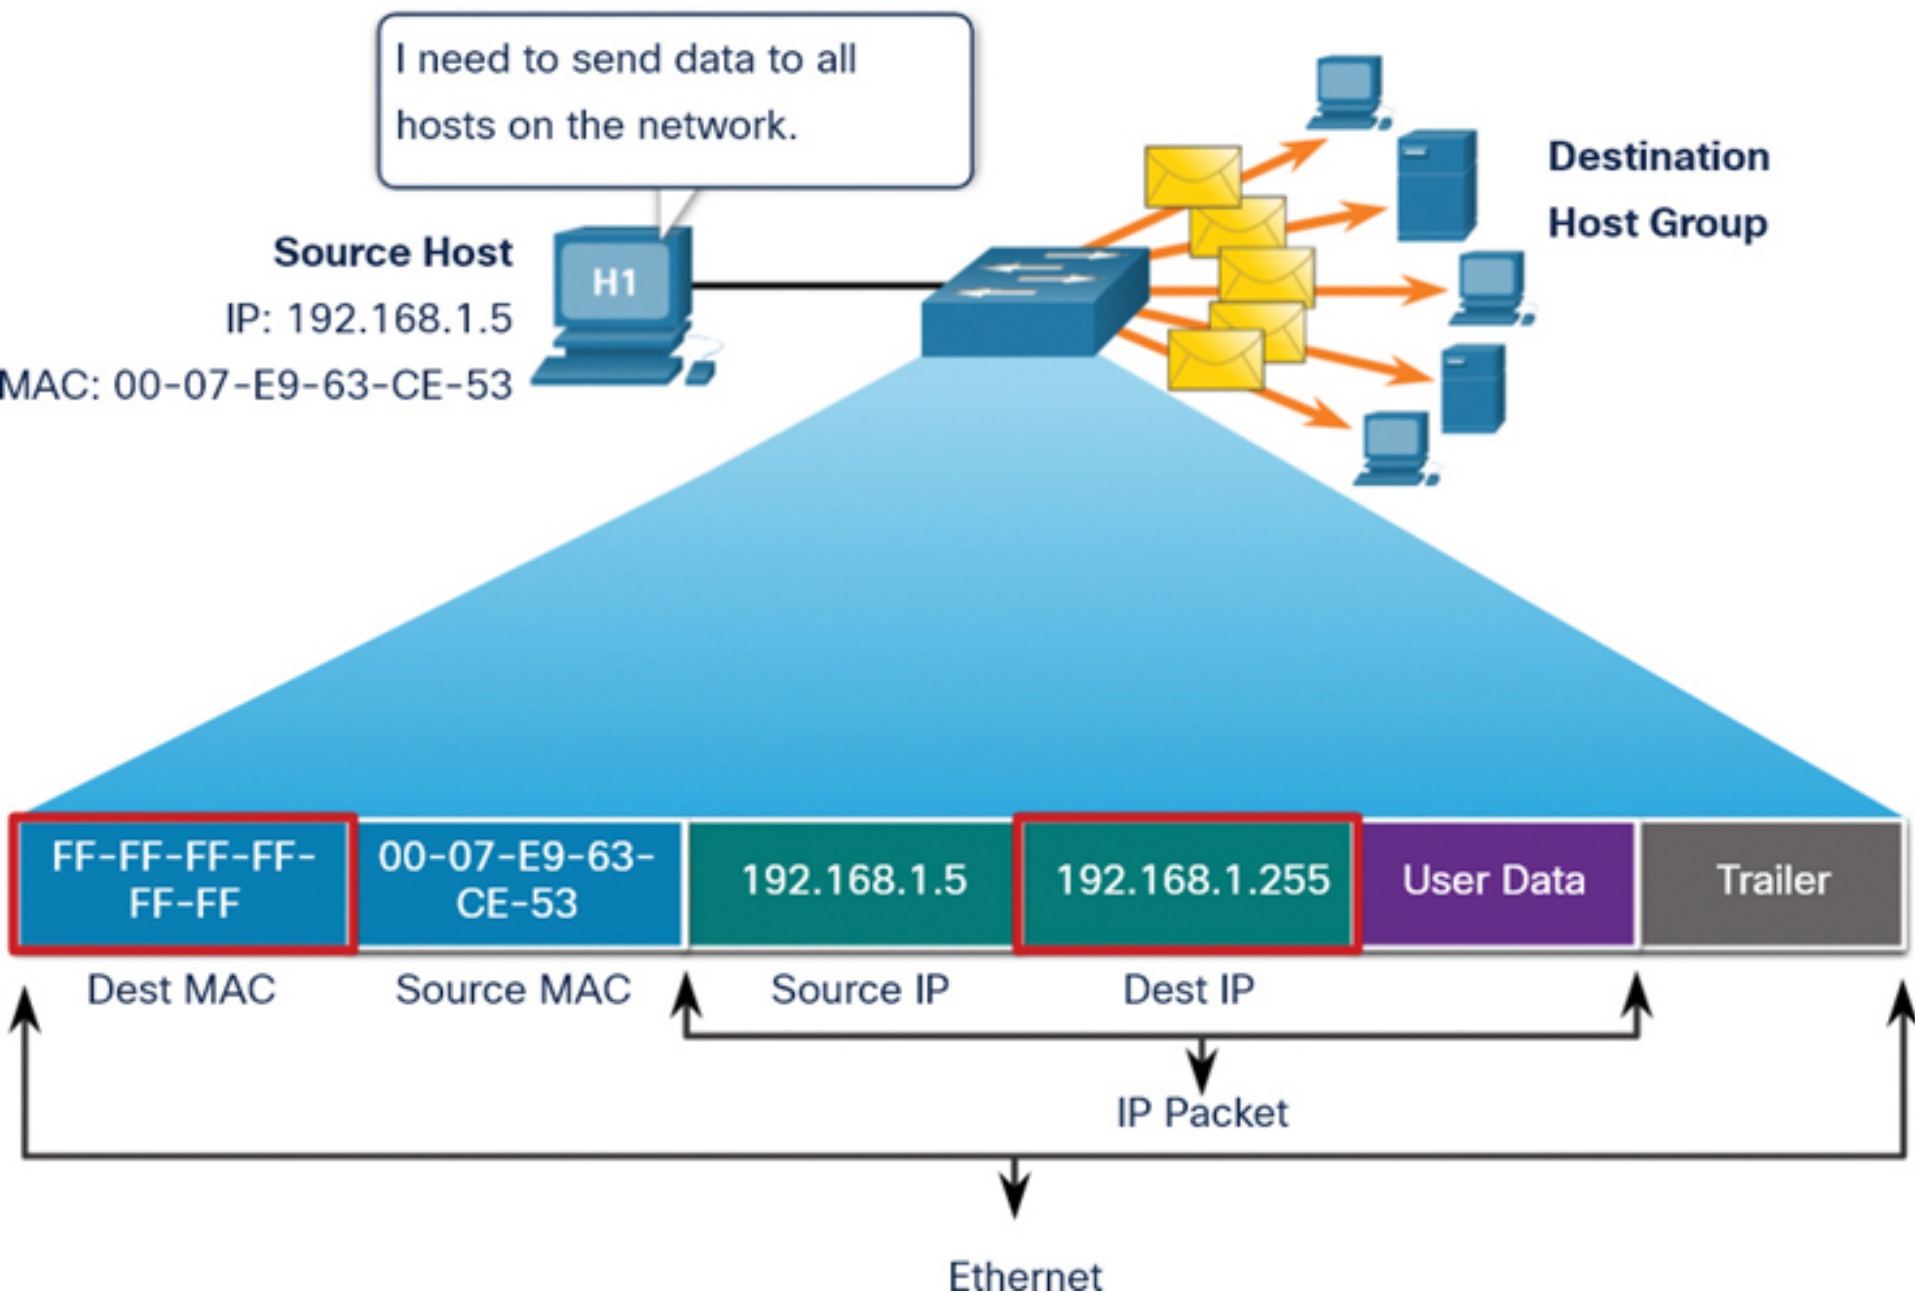 I need to send data to all
hosts on the network.
Destination
Host Group
Source Host
IP: 192.168.1.5
MAC: 00-07-E9-63-CE-53
H1
FF-FF-FF-FF-
FF-FF
00-07-E9-63-
CE-53
192.168.1.5
192.168.1.255
User Data
Trailer
Dest MAC
Source MAC
Source IP
Dest IP
IP Packet
Ethernet